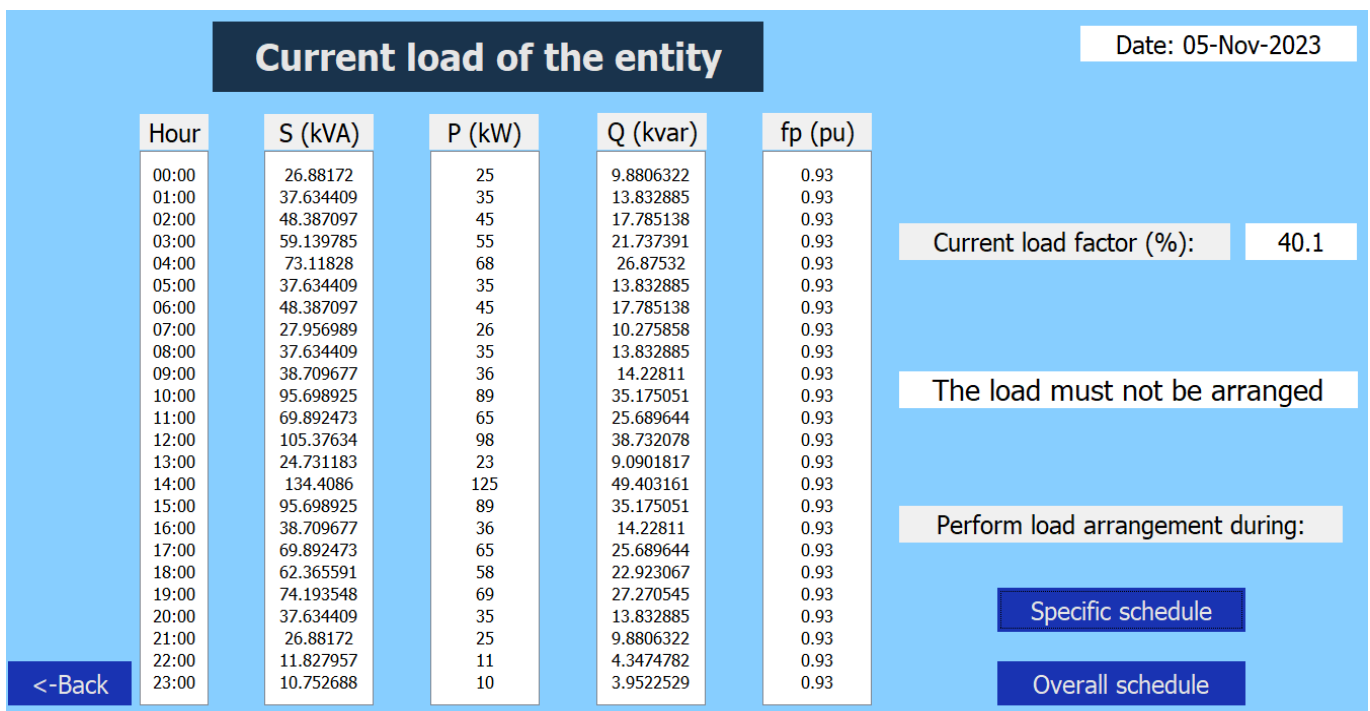 Current load of the entity
Date: 05-Nov-2023
Hour S (kVA) P (kW) Q (kvar) fp (pu)
00:00 26.88172 25 9.8806322 0.93
01:00 37.634409 35 13.832885 0.93
02:00 48.387097 45 17.785138 0.93
03:00 59.139785 55 21.737391 0.93
04:00 73.11828 68 26.87532 0.93
05:00 37.634409 35 13.832885 0.93
06:00 48.387097 45 17.785138 0.93
07:00 27.956989 26 10.275858 0.93
08:00 37.634409 35 13.832885 0.93
09:00 38.709677 36 14.22811 0.93
10:00 95.698925 89 35.175051 0.93
11:00 69.892473 65 25.689644 0.93
12:00 105.37634 98 38.732078 0.93
13:00 24.731183 23 9.0901817 0.93
14:00 134.4086 125 49.403161 0.93
15:00 95.698925 89 35.175051 0.93
16:00 38.709677 36 14.22811 0.93
17:00 69.892473 65 25.689644 0.93
18:00 62.365591 58 22.923067 0.93
19:00 74.193548 69 27.270545 0.93
20:00 37.634409 35 13.832885 0.93
21:00 26.88172 25 9.8806322 0.93
22:00 11.827957 11 4.3474782 0.93
23:00 10.752688 10 3.9522529 0.93
Current load factor (%): 40.1
The load must not be arranged
Perform load arrangement during:
Specific schedule
Overall schedule
<-Back